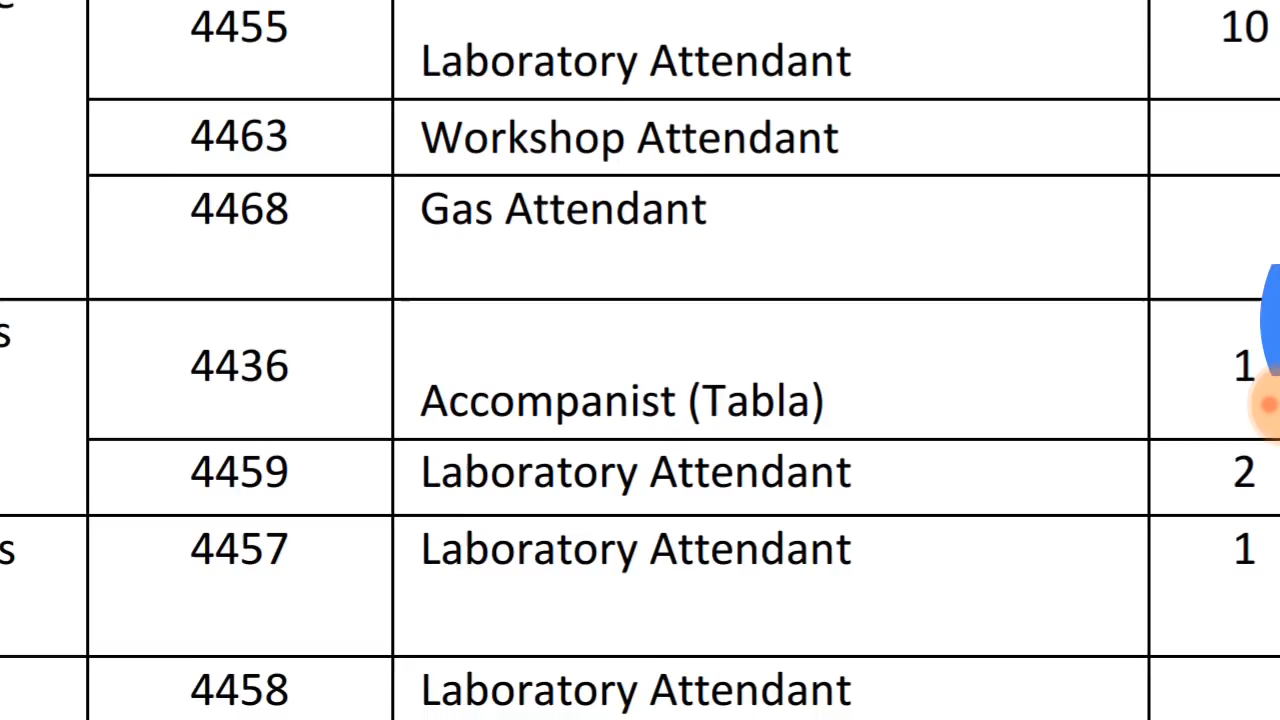 4455 Laboratory Attendant 10
4463 Workshop Attendant
4468 Gas Attendant
s
4436 Accompanist (Tabla) 1
4459 Laboratory Attendant 2
s 4457 Laboratory Attendant 1
4458 Laboratory Attendant